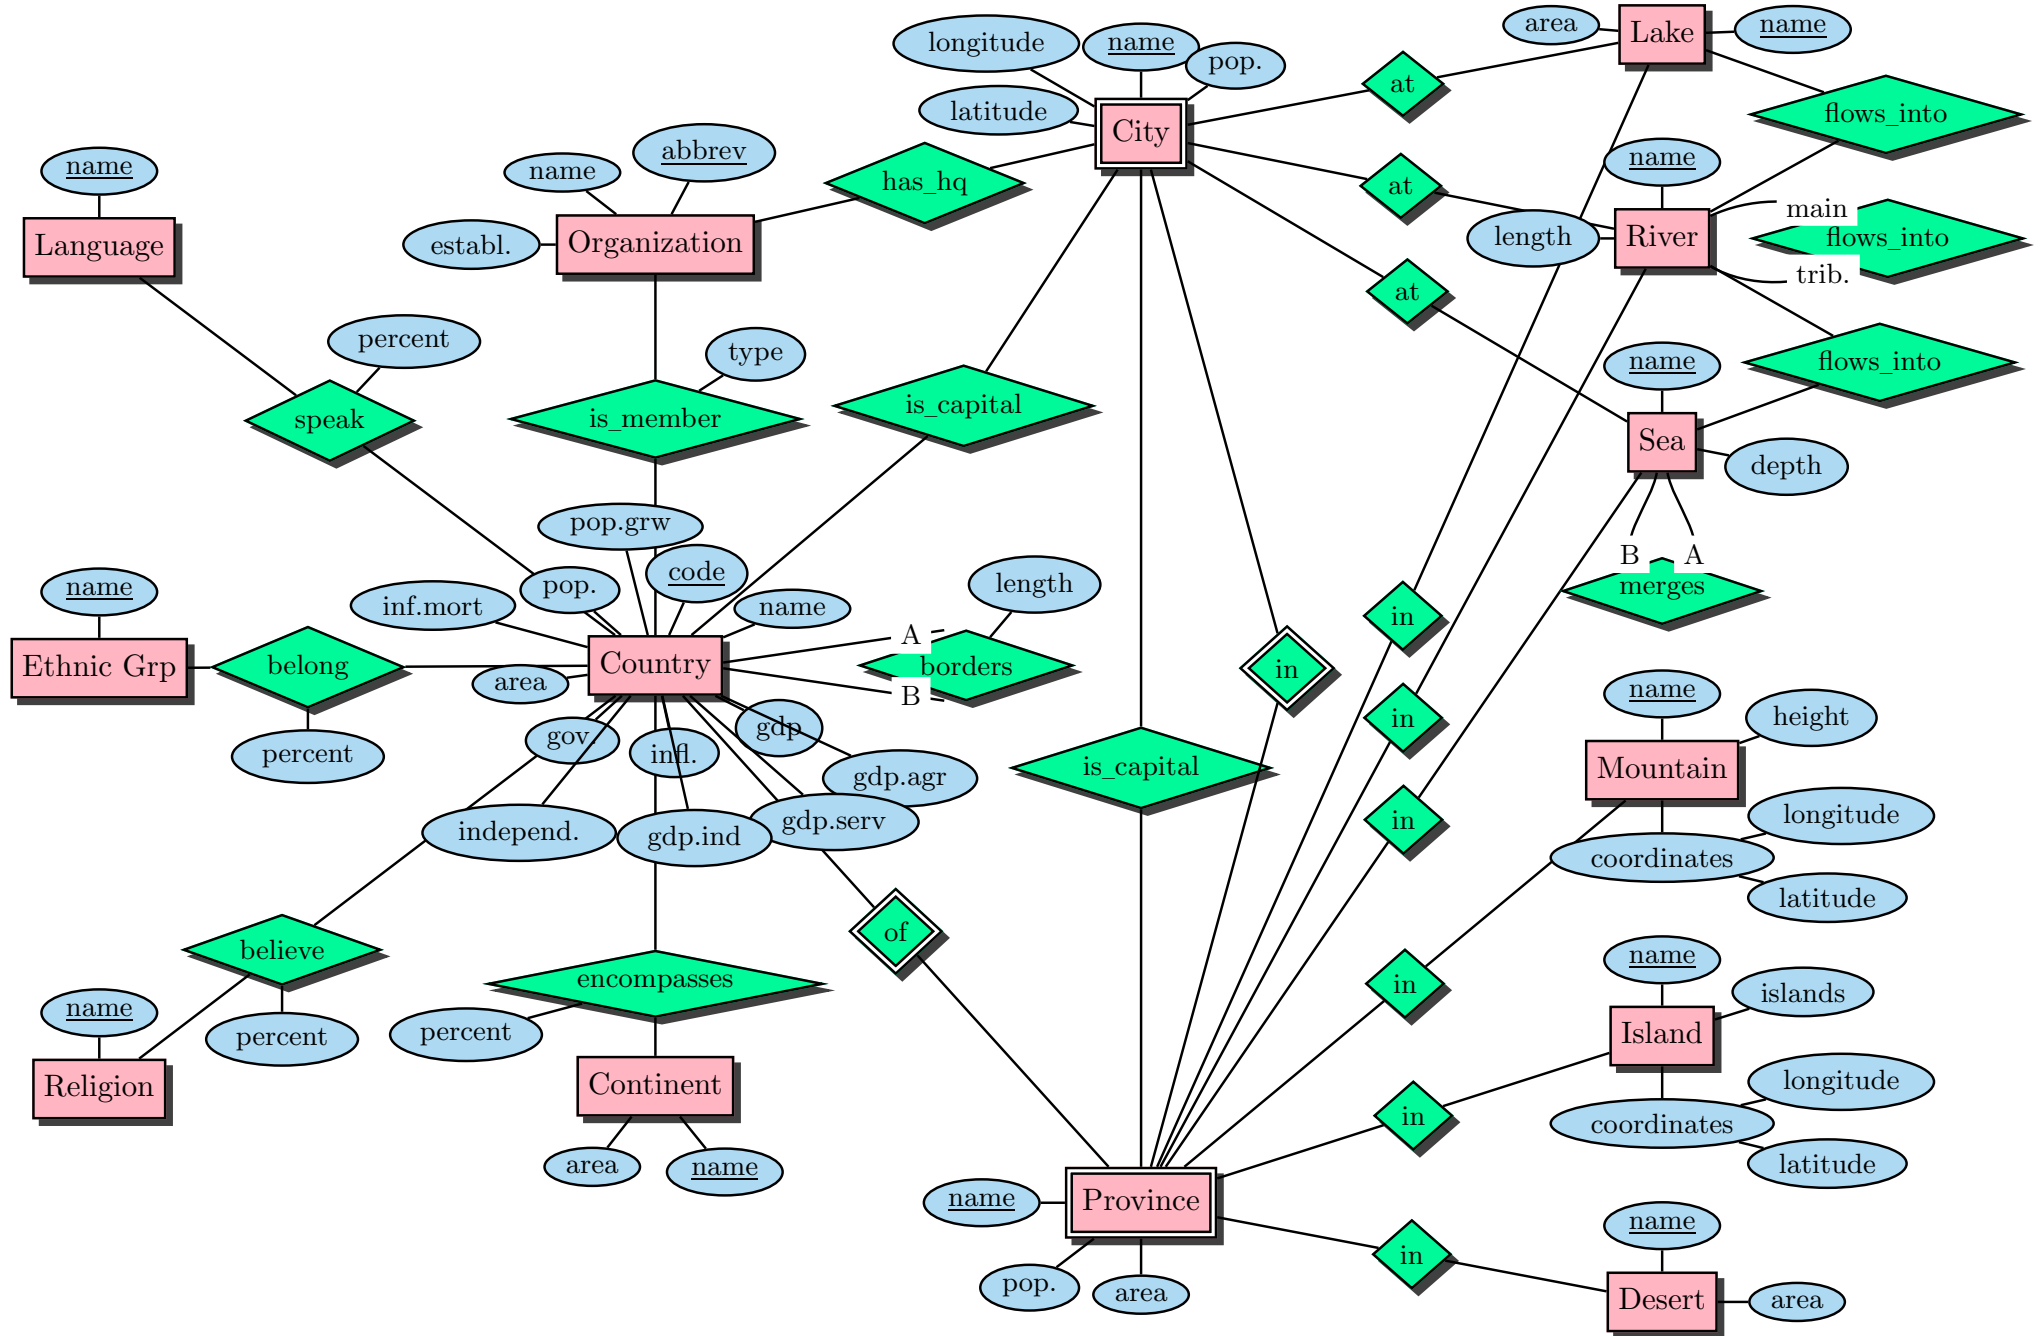 area
Lake
name
longitude
name
pop.
at
latitude
City
flows_into
name
name
abbrev
has_hq
at
name
main
Language
establ.
Organization
length
River
flows_into
trib.
at
percent
type
name
flows_into
speak
is_member
is_capital
Sea
depth
pop.grw
B
A
name
inf.mort
pop.
code
name
length
merges
Ethnic Grp
belong
area
Country
A
borders
B
in
in
name
height
percent
gov.
infl.
gdp
in
gdp.agr
is_capital
Mountain
independ.
gdp.ind
gdp.serv
in
longitude
coordinates
latitude
believe
of
name
name
encompasses
in
islands
percent
percent
Island
Religion
Continent
longitude
in
coordinates
area
name
latitude
name
Province
name
in
pop.
area
Desert
area